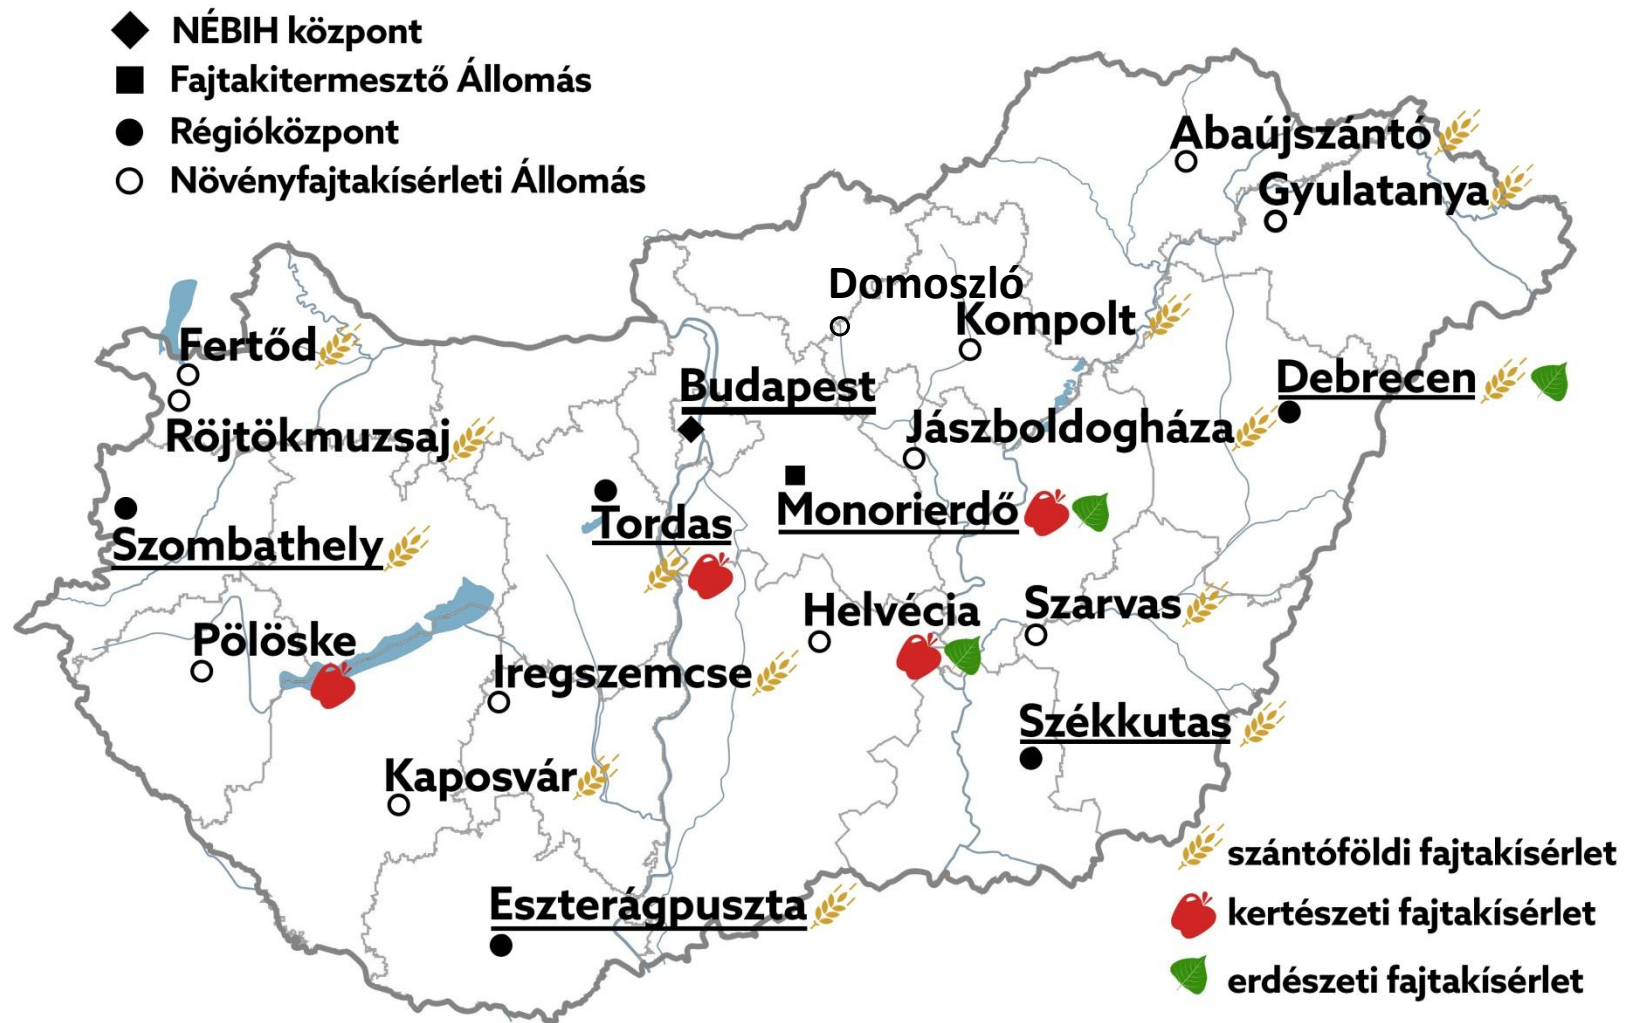 NÉBIH központ
Fajtakitermesztő Állomás
Régióközpont
Növényfajtakísérleti Állomás
Abaújszántó
Gyulatanya
Domoszló
Kompolt
Fertőd
Budapest
Debrecen
Röjtökmuzsaj
Jászboldogháza
Monorierdő
Tordas
Szombathely
Helvécia
Szarvas
Pölöske
Iregszemcse
Székkutas
Kaposvár
Eszterágpuszta
szántóföldi fajtakísérlet
kertészeti fajtakísérlet
erdészeti fajtakísérlet